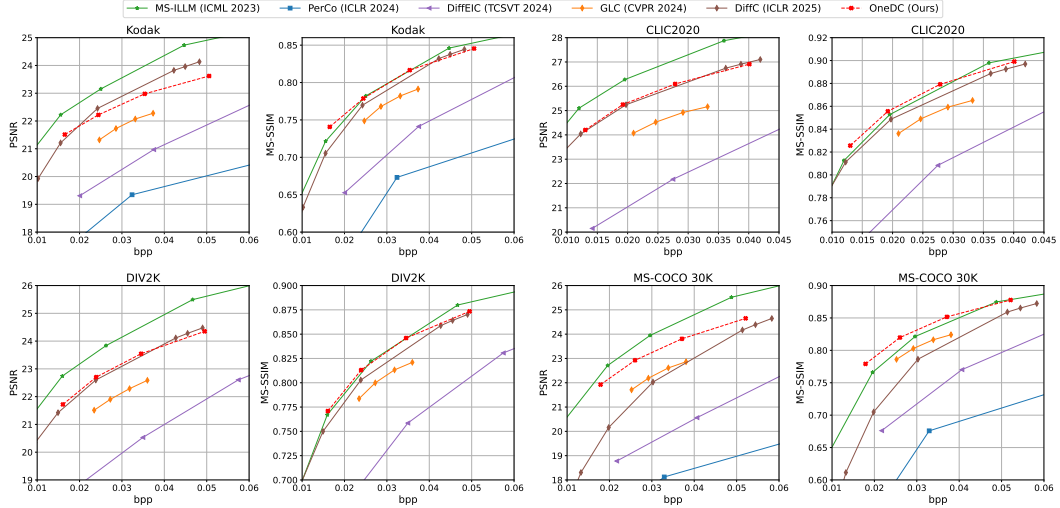 MS-ILLM (ICML 2023) PerCo (ICLR 2024) DiffEIC (TCSVT 2024) GLC (CVPR 2024) DiffC (ICLR 2025) OneDC (Ours)
Kodak
PSNR
25
24
23
22
21
20
19
18
0.01 0.02 0.03 0.04 0.05 0.06
bpp
Kodak
MS-SSIM
0.85
0.80
0.75
0.70
0.65
0.60
0.01 0.02 0.03 0.04 0.05 0.06
bpp
CLIC2020
PSNR
28
27
26
25
24
23
22
21
20
0.010 0.015 0.020 0.025 0.030 0.035 0.040 0.045
bpp
CLIC2020
MS-SSIM
0.92
0.90
0.88
0.86
0.84
0.82
0.80
0.78
0.76
0.010 0.015 0.020 0.025 0.030 0.035 0.040 0.045
bpp
DIV2K
PSNR
26
25
24
23
22
21
20
19
0.01 0.02 0.03 0.04 0.05 0.06
bpp
DIV2K
MS-SSIM
0.900
0.875
0.850
0.825
0.800
0.775
0.750
0.725
0.700
0.01 0.02 0.03 0.04 0.05 0.06
bpp
MS-COCO 30K
PSNR
26
25
24
23
22
21
20
19
18
0.01 0.02 0.03 0.04 0.05 0.06
bpp
MS-COCO 30K
MS-SSIM
0.90
0.85
0.80
0.75
0.70
0.65
0.60
0.01 0.02 0.03 0.04 0.05 0.06
bpp